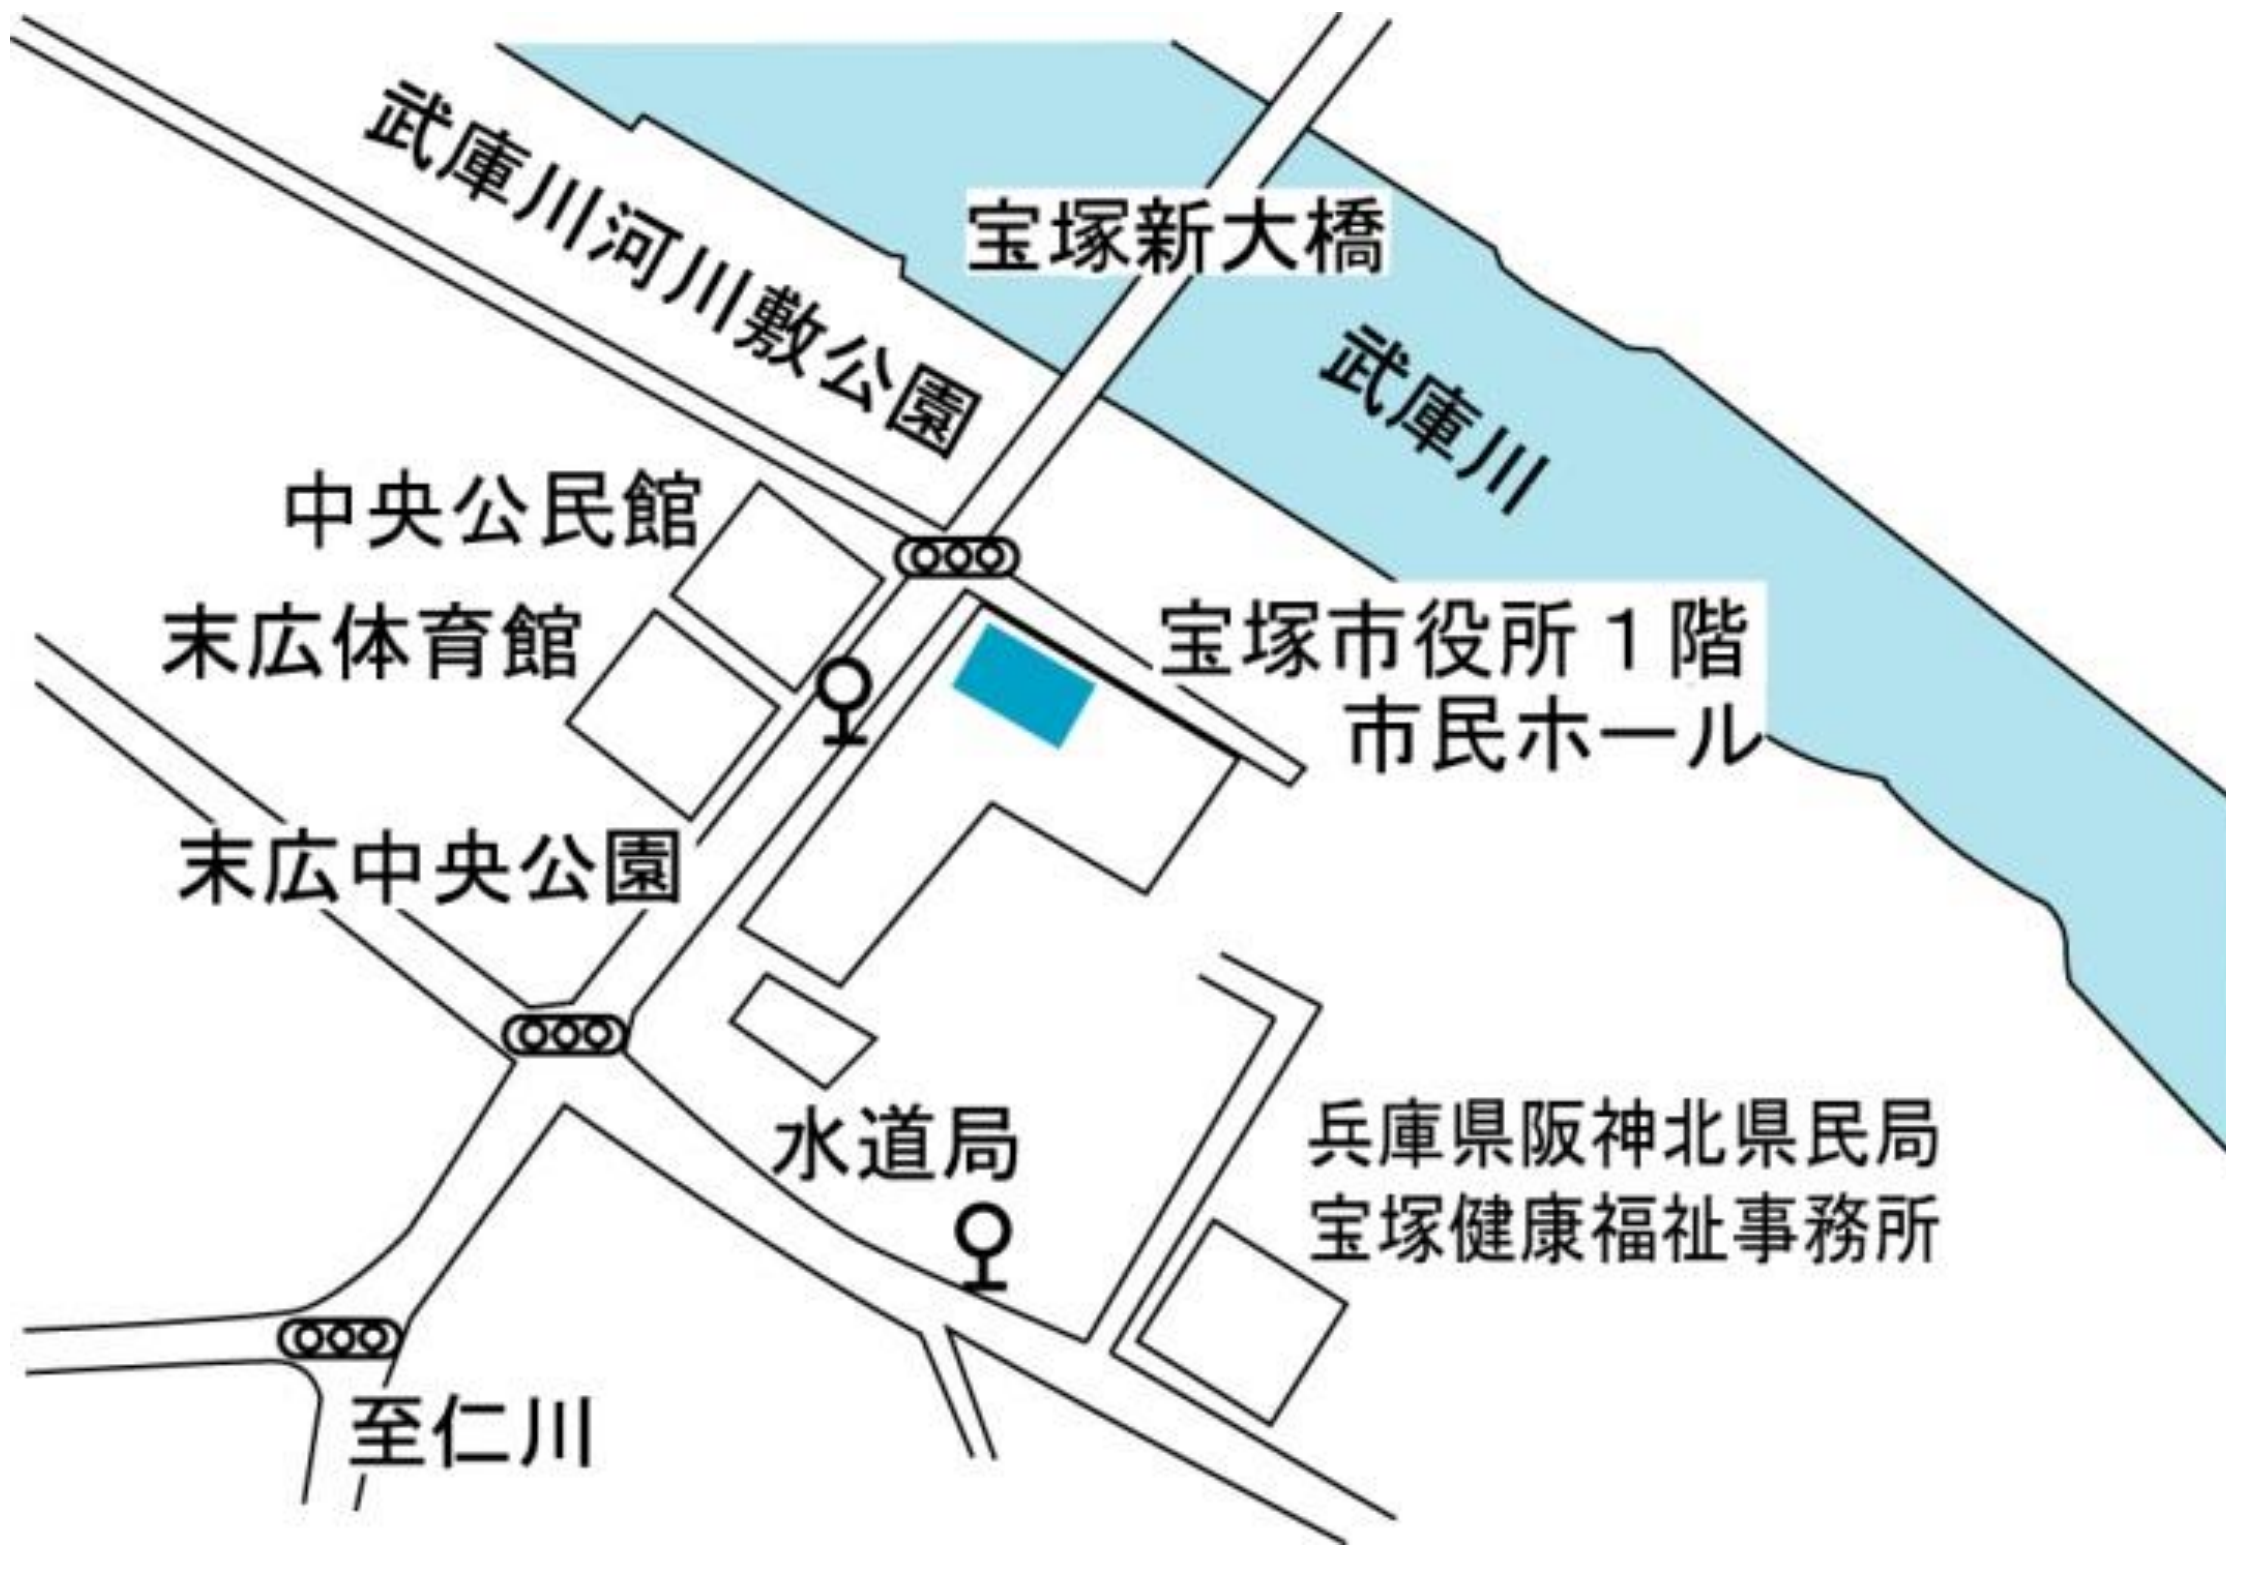 武庫川河川敷公園
宝塚新大橋
武庫川
中央公民館
末広体育館
宝塚市役所１階
市民ホール
末広中央公園
水道局
兵庫県阪神北県民局
宝塚健康福祉事務所
至仁川